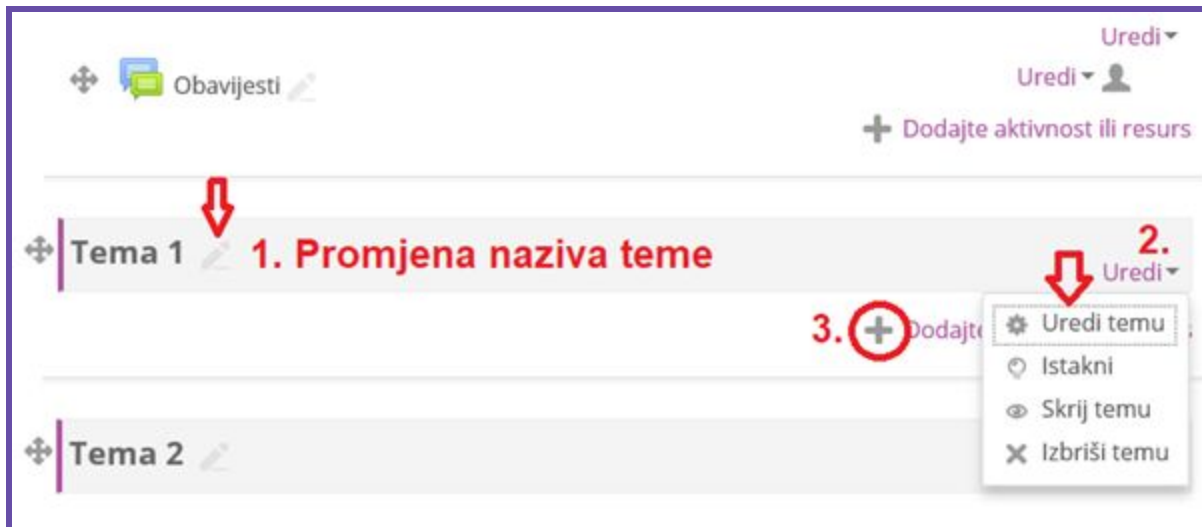 Uredi
Obavijesti
Uredi
Dodajte aktivnost ili resurs
Tema 1
1. Promjena naziva teme
2.
Uredi
3.
Dodajte
Uredi temu
Istakni
Skrij temu
Izbriši temu
Tema 2